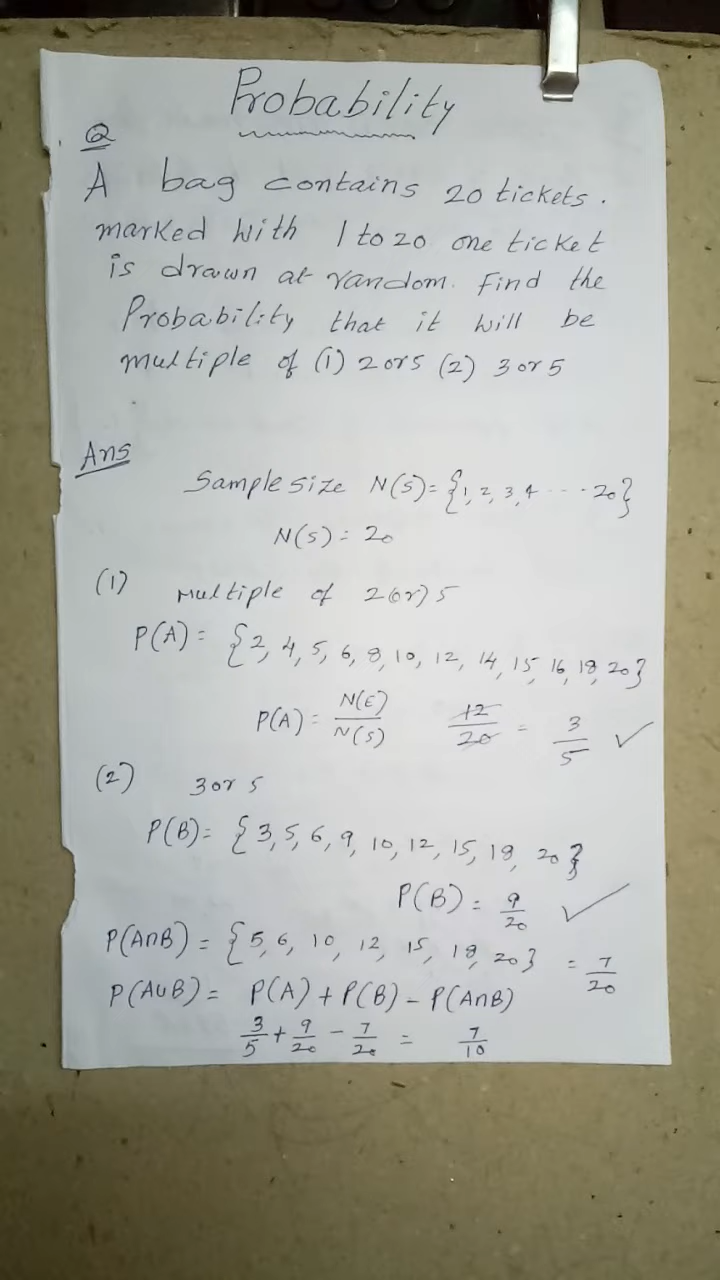 Probability
Q
A bag contains 20 tickets.
marked with 1 to 20 one ticket
is drawn at random. Find the
Probability that it will be
multiple of (1) 2 or 5 (2) 3 or 5
Ans
Sample size N(S)= {1, 2, 3, 4 ---- 20}
N(S) = 20
(1) multiple of 2 (or) 5
P(A) = {2, 4, 5, 6, 8, 10, 12, 14, 15, 16, 18, 20}
P(A) = N(E)/N(S) 12/20 = 3/5 ✓
(2) 3 or 5
P(B) = {3, 5, 6, 9, 10, 12, 15, 18, 20}
P(B) = 9/20 ✓
P(A∩B) = {5, 6, 10, 12, 15, 18, 20} = 7/20
P(A∪B) = P(A) + P(B) - P(A∩B)
3/5 + 9/20 - 7/20 = 7/10